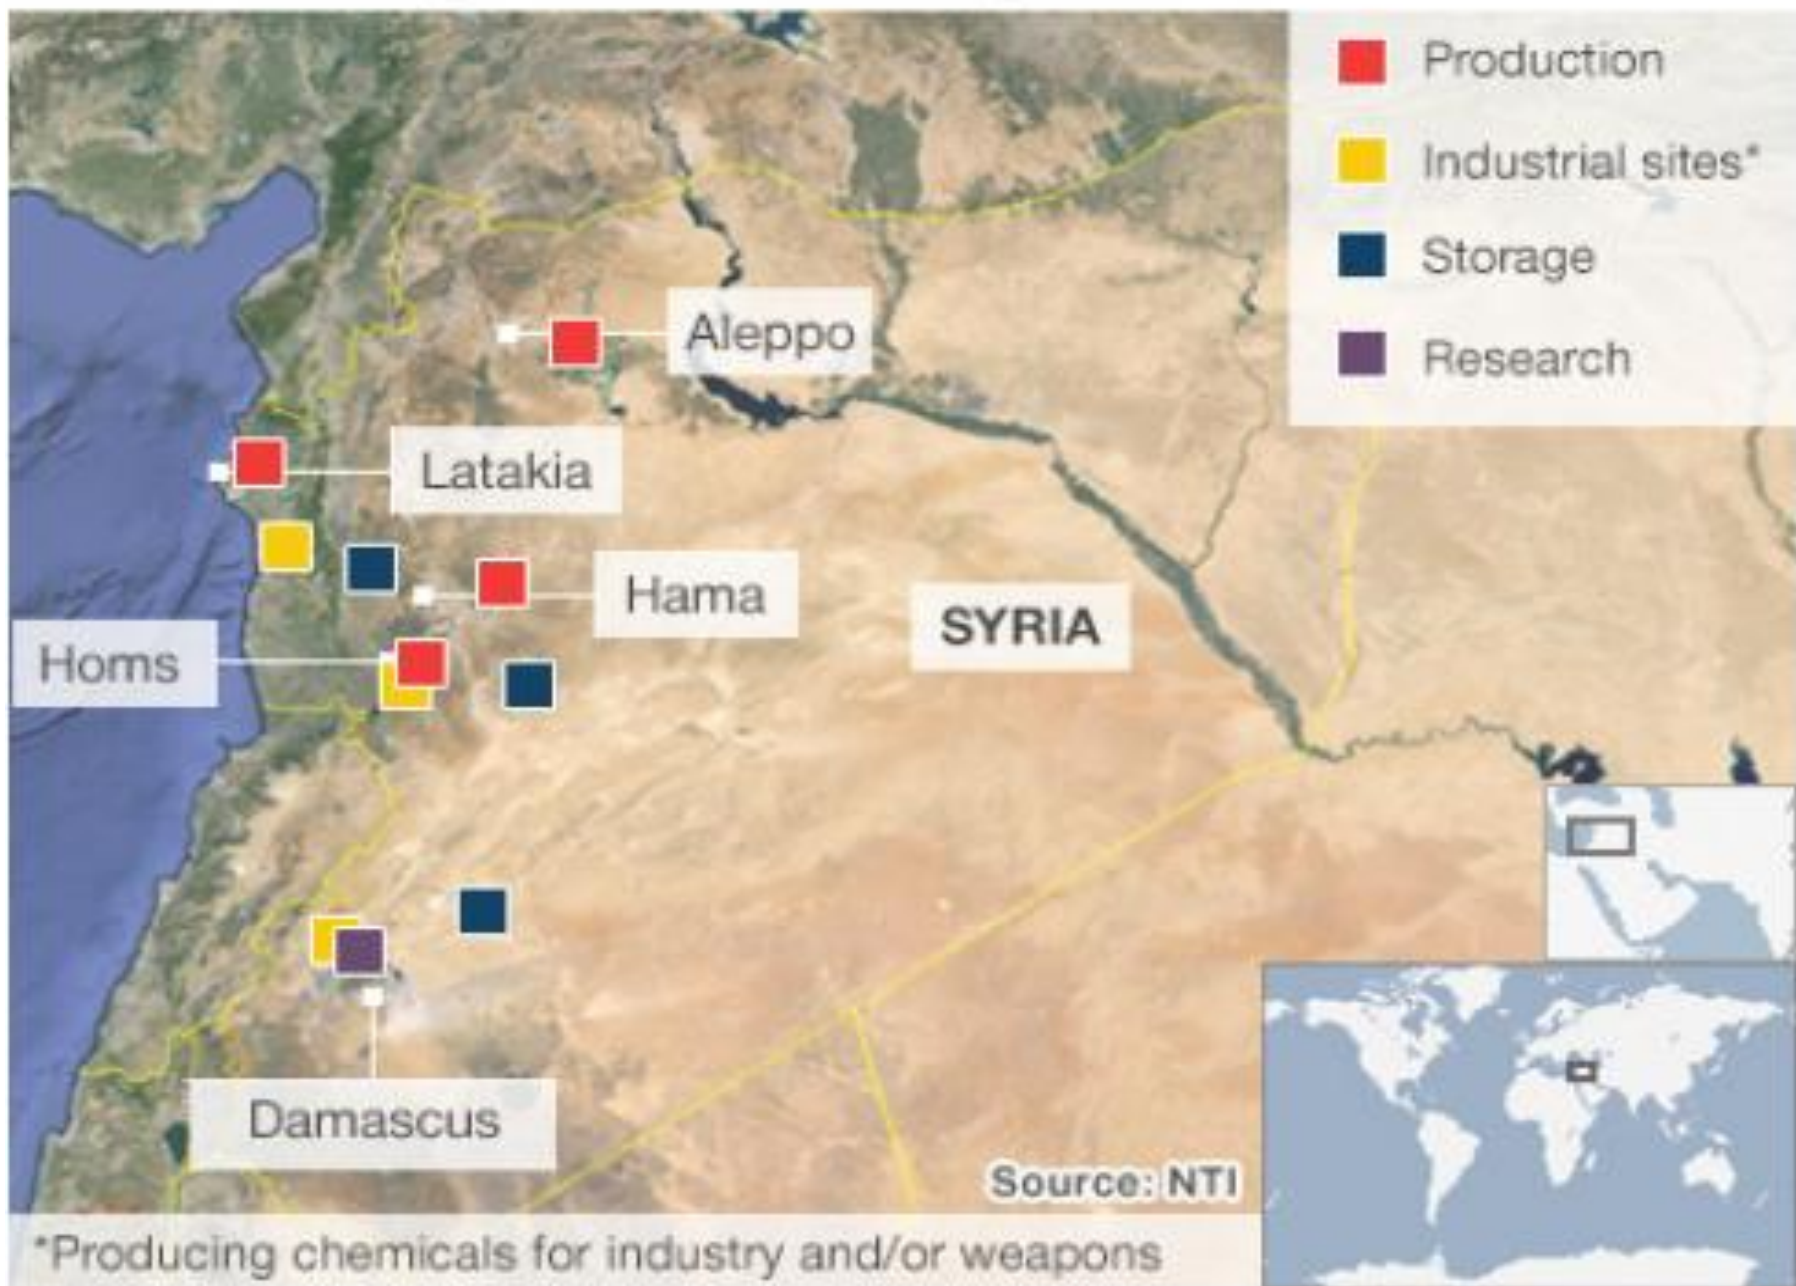 Production
Industrial sites*
Storage
Research
Aleppo
Latakia
Hama
SYRIA
Homs
Damascus
Source: NTI
*Producing chemicals for industry and/or weapons